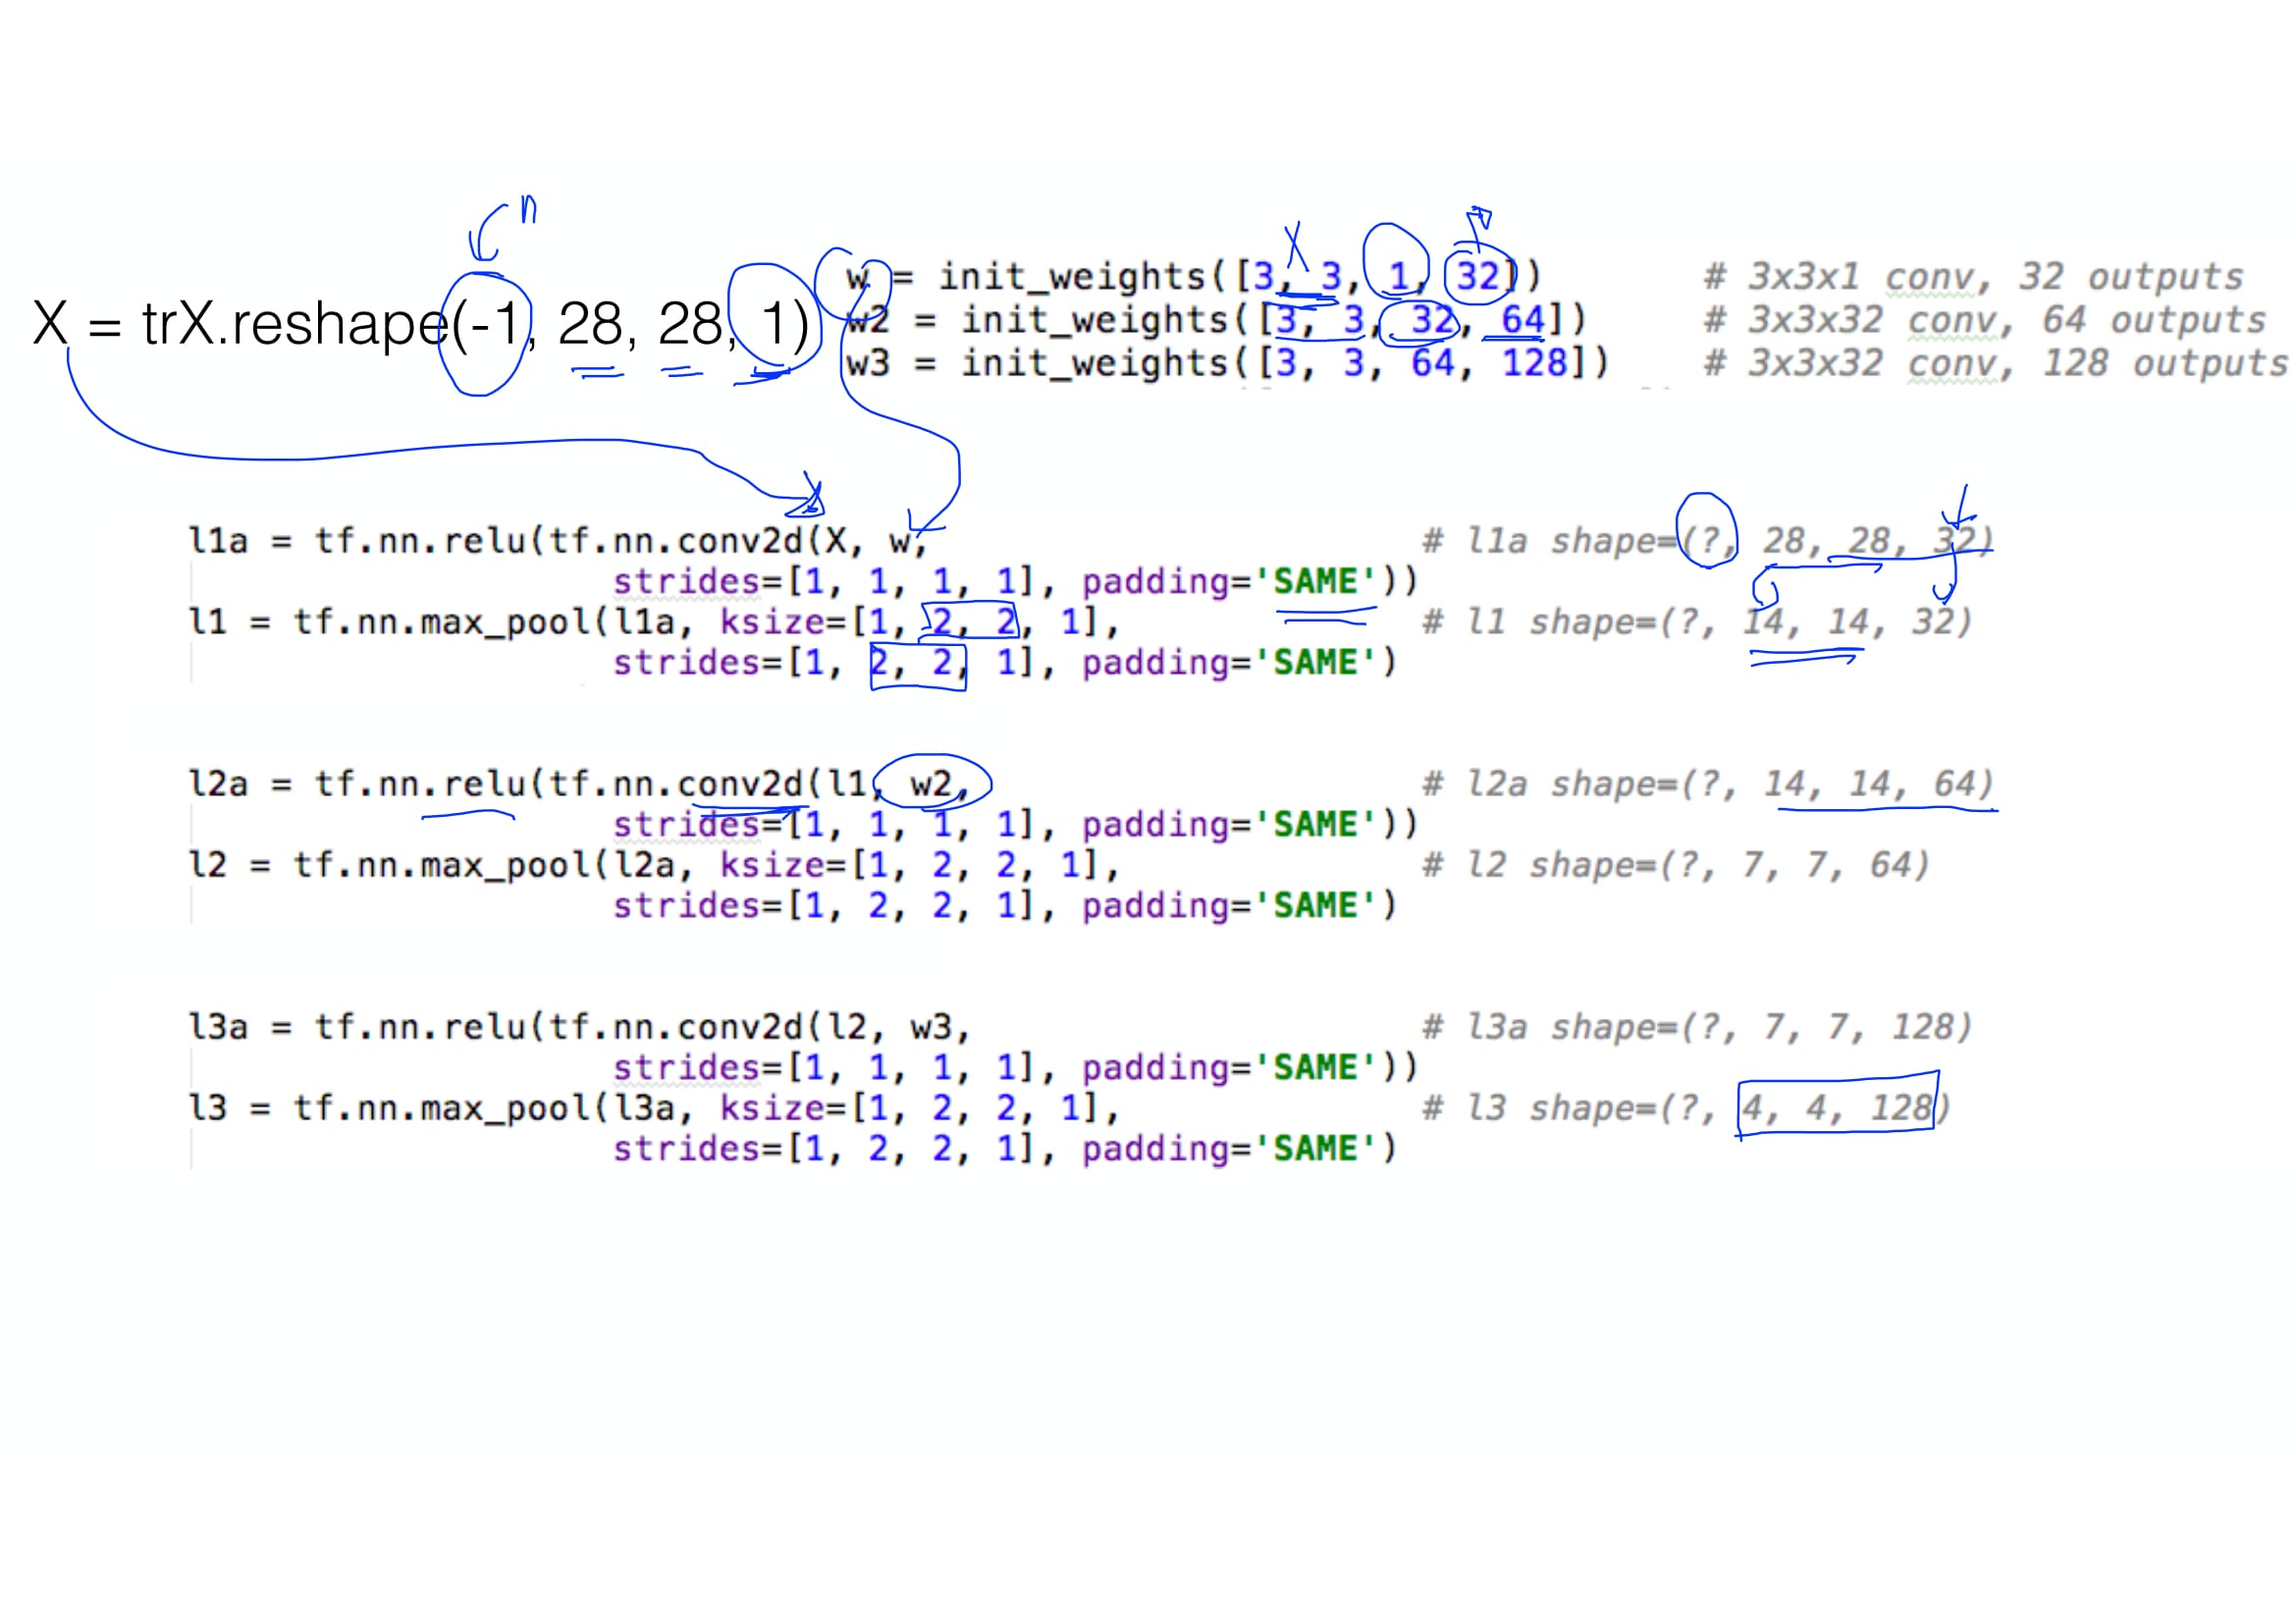 n
X = trX.reshape(-1, 28, 28, 1)
w = init_weights([3, 3, 1, 32]) # 3x3x1 conv, 32 outputs
w2 = init_weights([3, 3, 32, 64]) # 3x3x32 conv, 64 outputs
w3 = init_weights([3, 3, 64, 128]) # 3x3x32 conv, 128 outputs
l1a = tf.nn.relu(tf.nn.conv2d(X, w, # l1a shape=(?, 28, 28, 32)
strides=[1, 1, 1, 1], padding='SAME'))
l1 = tf.nn.max_pool(l1a, ksize=[1, 2, 2, 1], # l1 shape=(?, 14, 14, 32)
strides=[1, 2, 2, 1], padding='SAME')
l2a = tf.nn.relu(tf.nn.conv2d(l1, w2, # l2a shape=(?, 14, 14, 64)
strides=[1, 1, 1, 1], padding='SAME'))
l2 = tf.nn.max_pool(l2a, ksize=[1, 2, 2, 1], # l2 shape=(?, 7, 7, 64)
strides=[1, 2, 2, 1], padding='SAME')
l3a = tf.nn.relu(tf.nn.conv2d(l2, w3, # l3a shape=(?, 7, 7, 128)
strides=[1, 1, 1, 1], padding='SAME'))
l3 = tf.nn.max_pool(l3a, ksize=[1, 2, 2, 1], # l3 shape=(?, 4, 4, 128)
strides=[1, 2, 2, 1], padding='SAME')